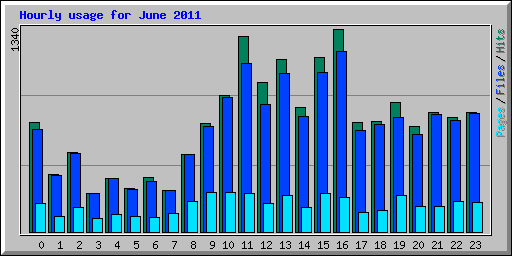 Hourly usage for June 2011
1340
Pages/Files/Hits
0 1 2 3 4 5 6 7 8 9 10 11 12 13 14 15 16 17 18 19 20 21 22 23